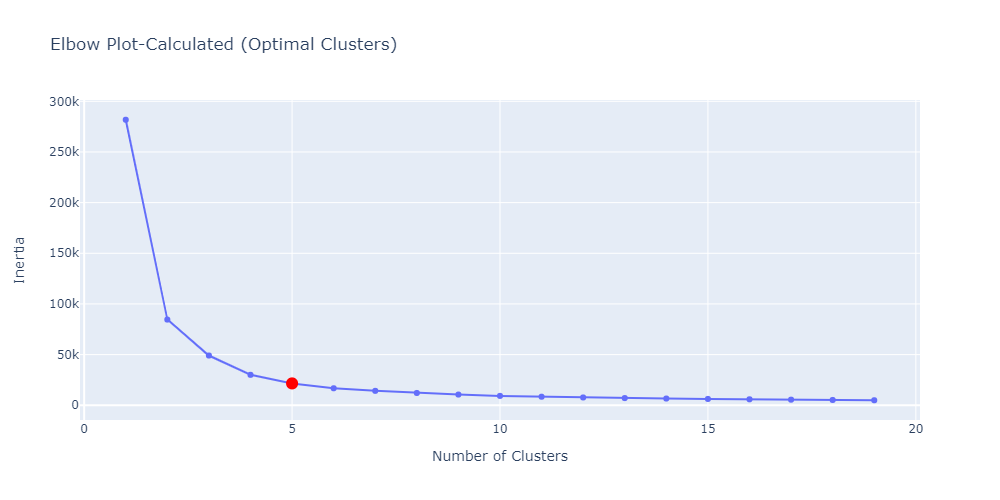 Elbow Plot-Calculated (Optimal Clusters)
300k
250k
200k
150k
100k
50k
0
Inertia
0 5 10 15 20
Number of Clusters